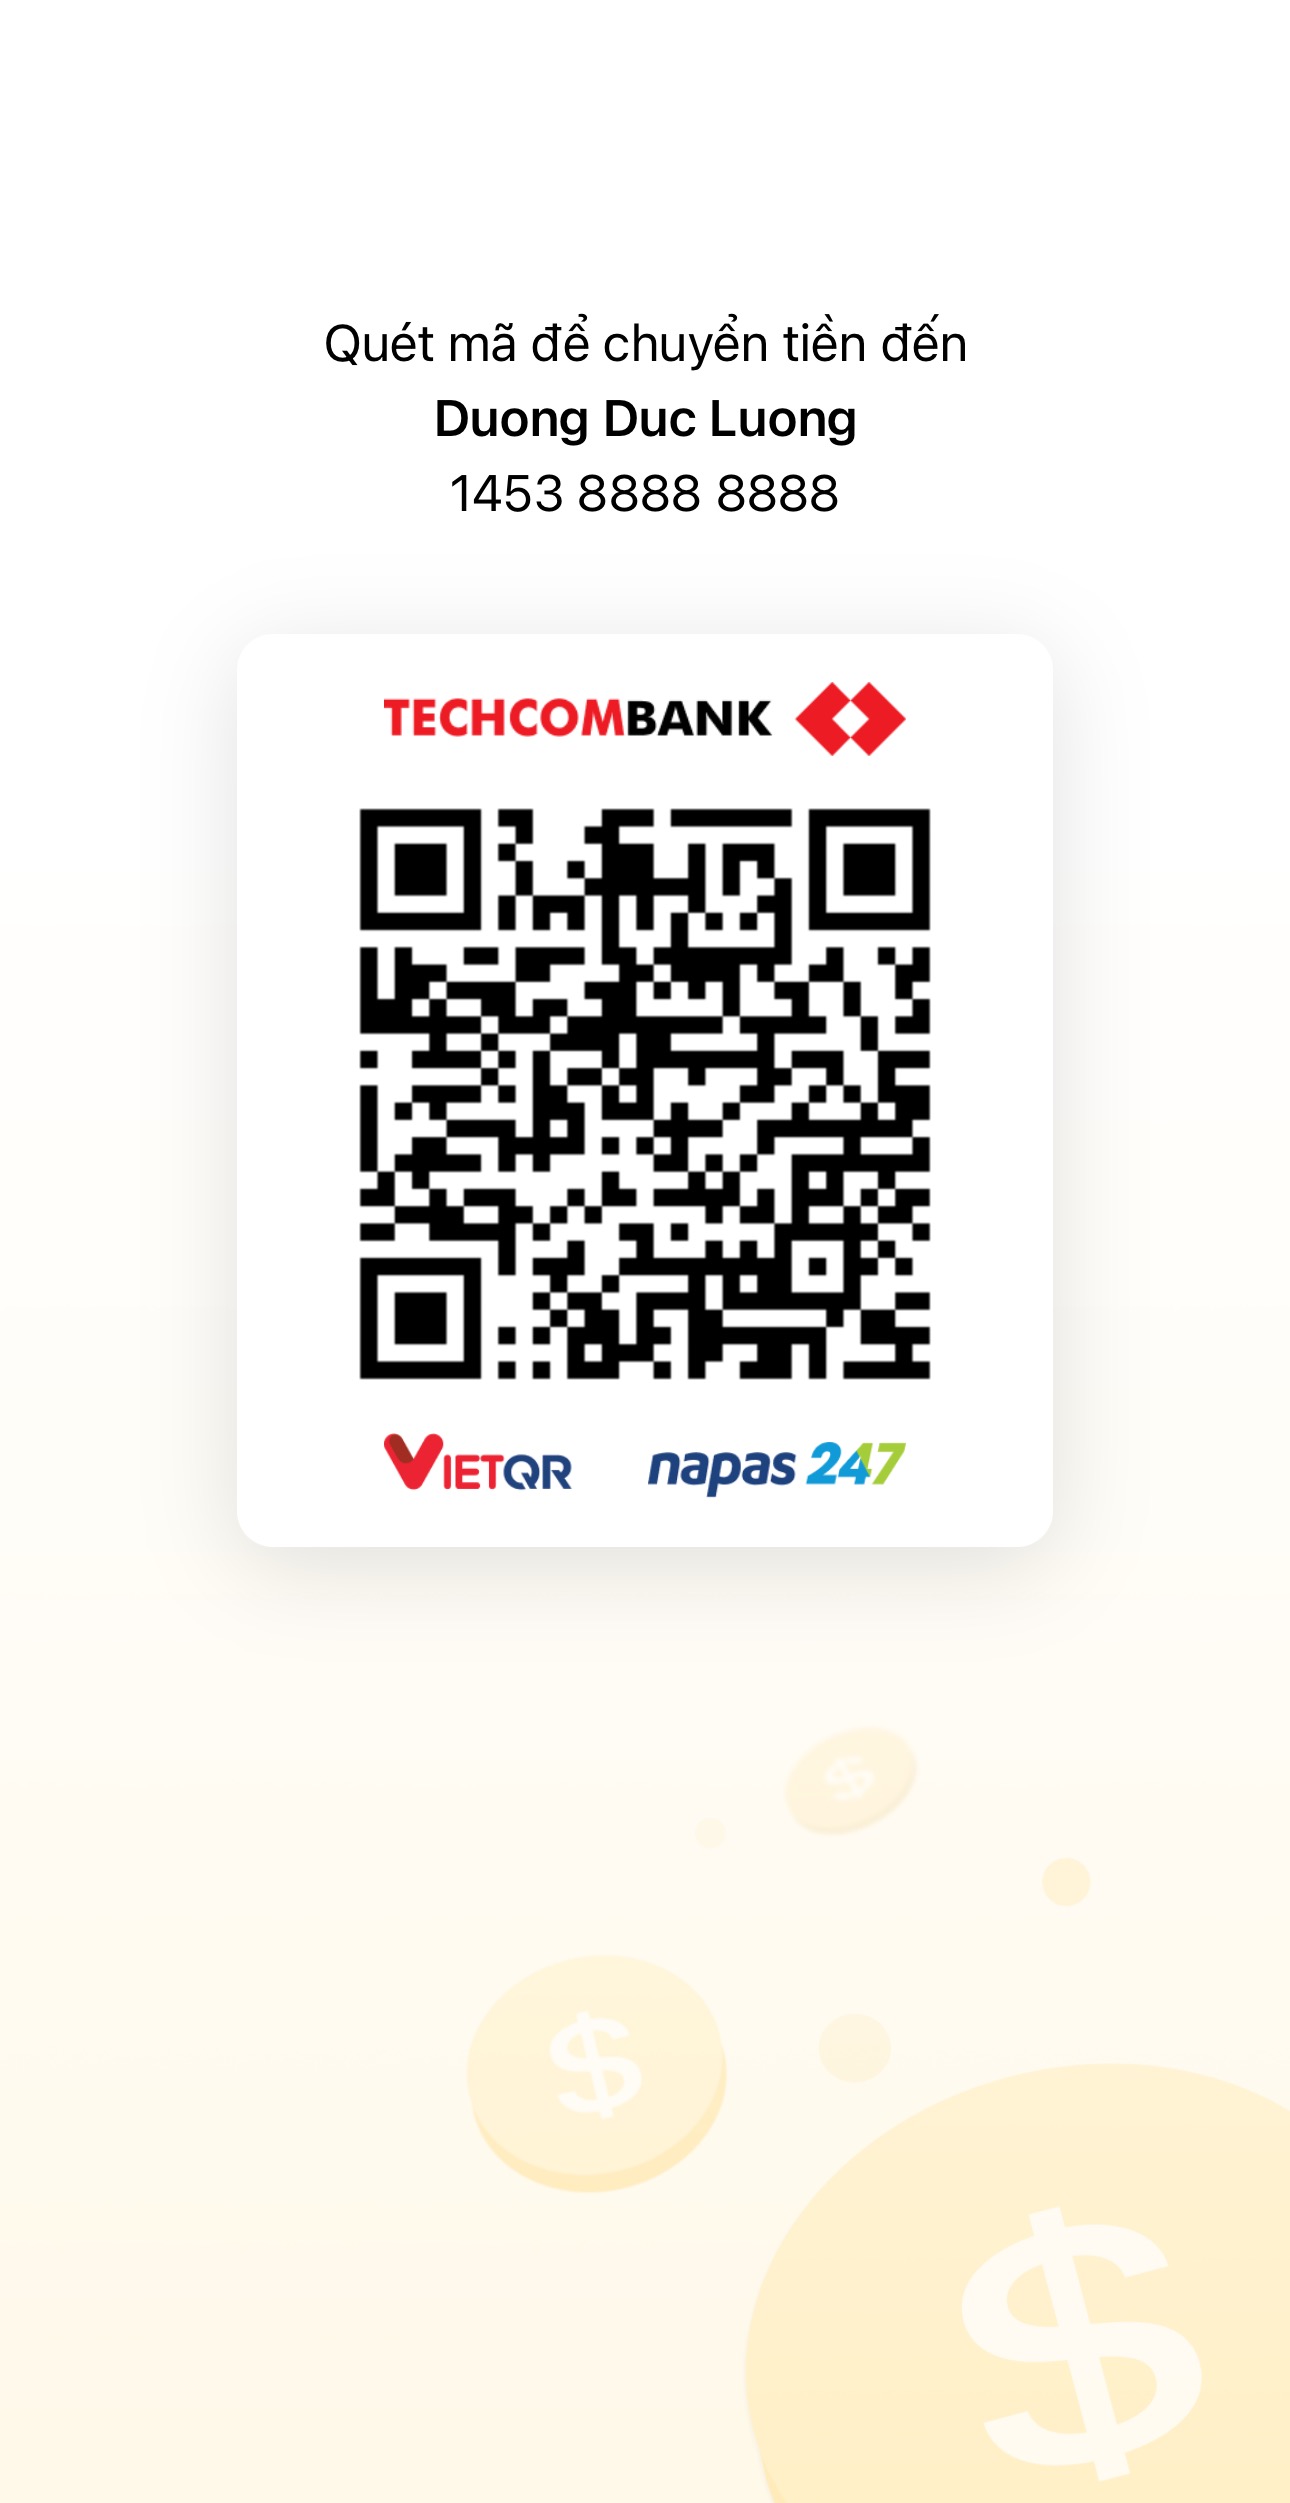 Quét mã để chuyển tiền đến
Duong Duc Luong
1453 8888 8888
TECHCOMBANK
VIETQR
napas 247
$
$
$